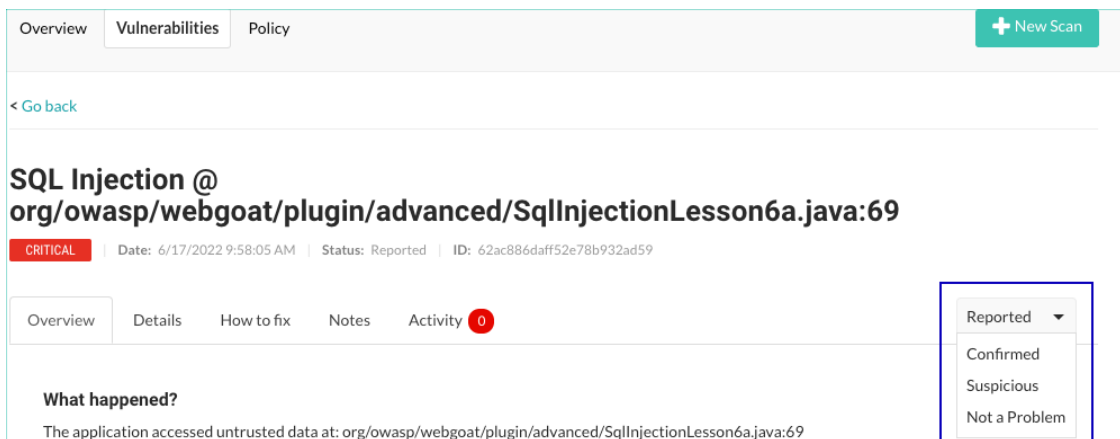 Overview Vulnerabilities Policy
New Scan
< Go back
SQL Injection @
org/owasp/webgoat/plugin/advanced/SqlInjectionLesson6a.java:69
CRITICAL | Date: 6/17/2022 9:58:05 AM | Status: Reported | ID: 62ac886daff52e78b932ad59
Overview Details How to fix Notes Activity 0
Reported
Confirmed
Suspicious
Not a Problem
What happened?
The application accessed untrusted data at: org/owasp/webgoat/plugin/advanced/SqlInjectionLesson6a.java:69